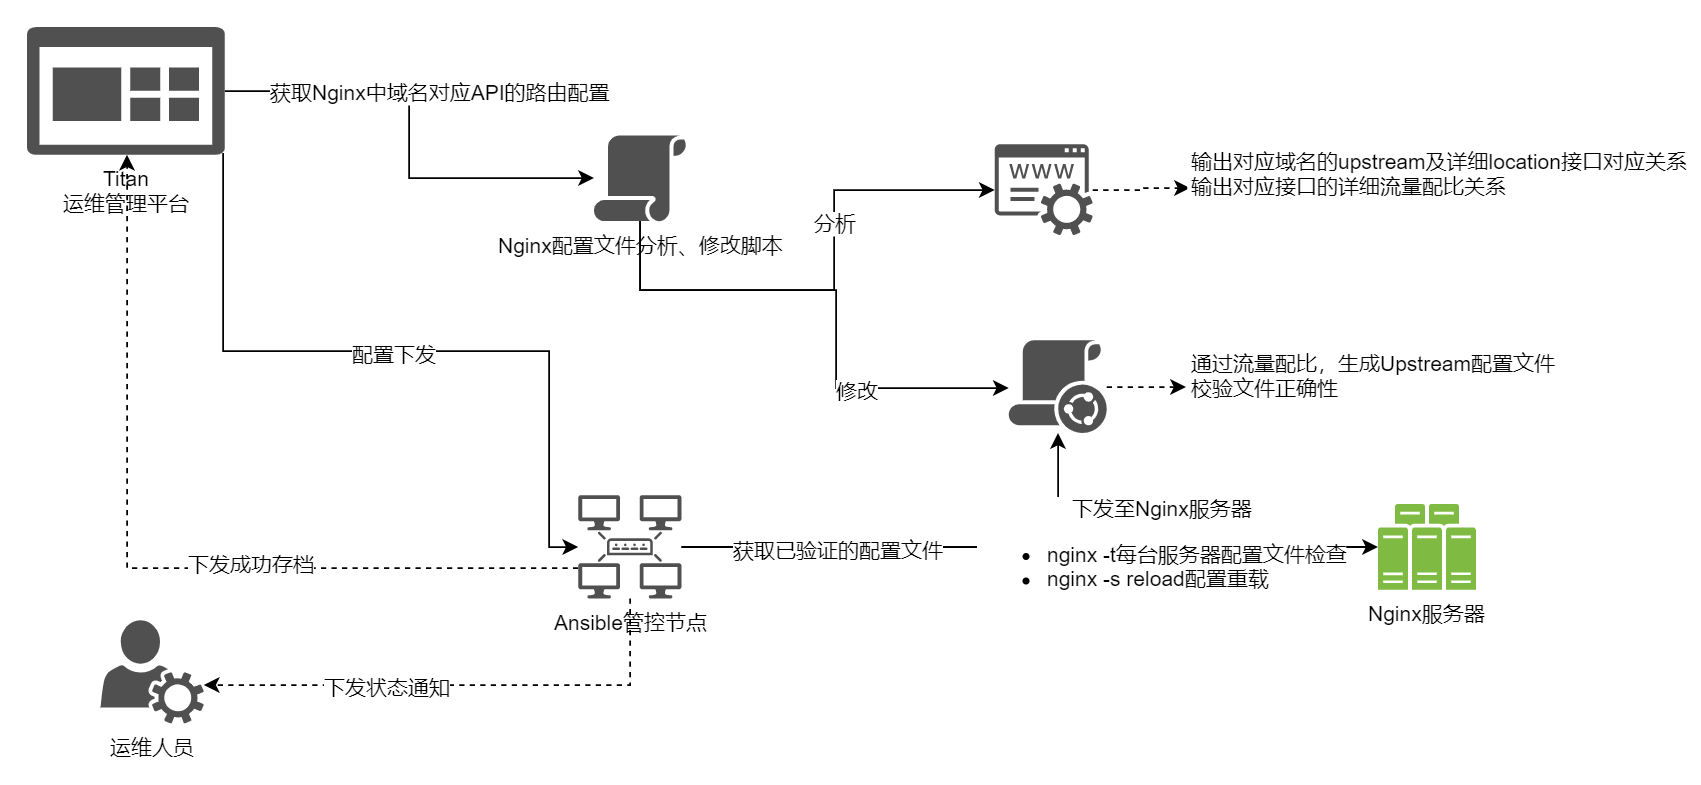 获取Nginx中域名对应API的路由配置
Titan
运维管理平台
WWW
输出对应域名的upstream及详细location接口对应关系
输出对应接口的详细流量配比关系
分析
Nginx配置文件分析、修改脚本
配置下发
修改
通过流量配比，生成Upstream配置文件
校验文件正确性
下发至Nginx服务器
获取已验证的配置文件
• nginx -t每台服务器配置文件检查
• nginx -s reload配置重载
下发成功存档
Ansible管控节点
Nginx服务器
下发状态通知
运维人员